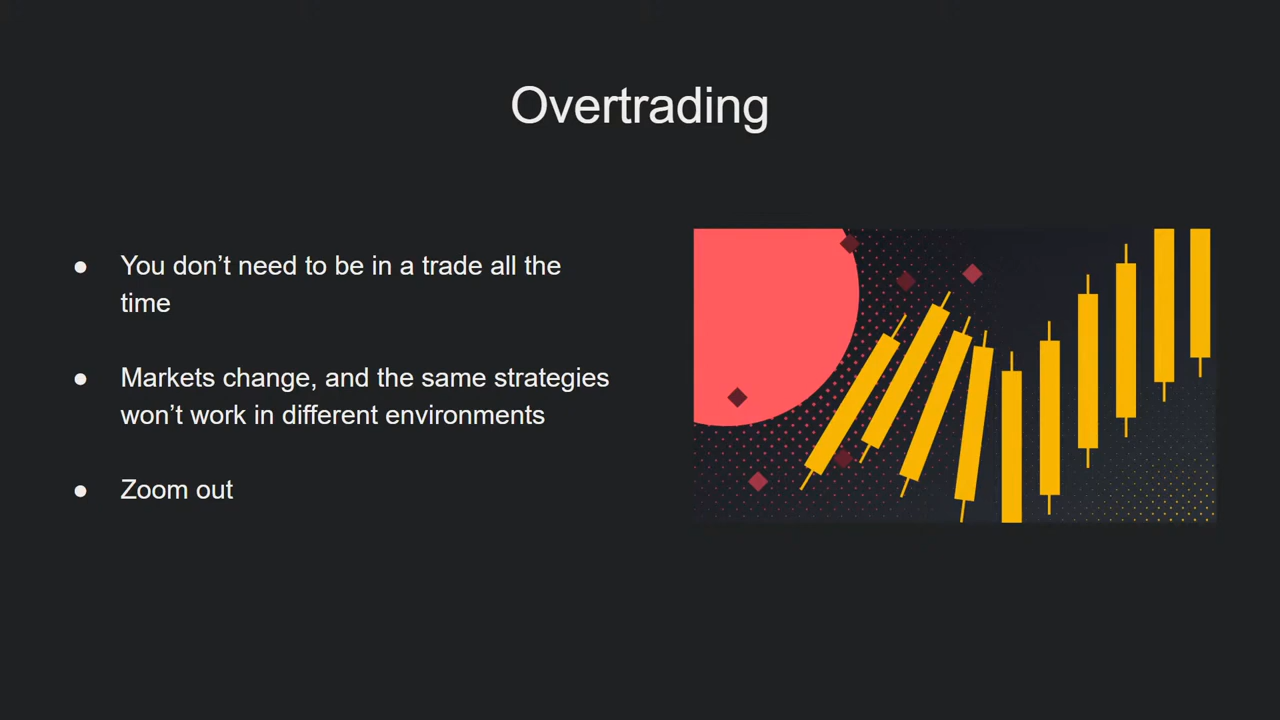 Overtrading
● You don’t need to be in a trade all the
time
● Markets change, and the same strategies
won’t work in different environments
● Zoom out